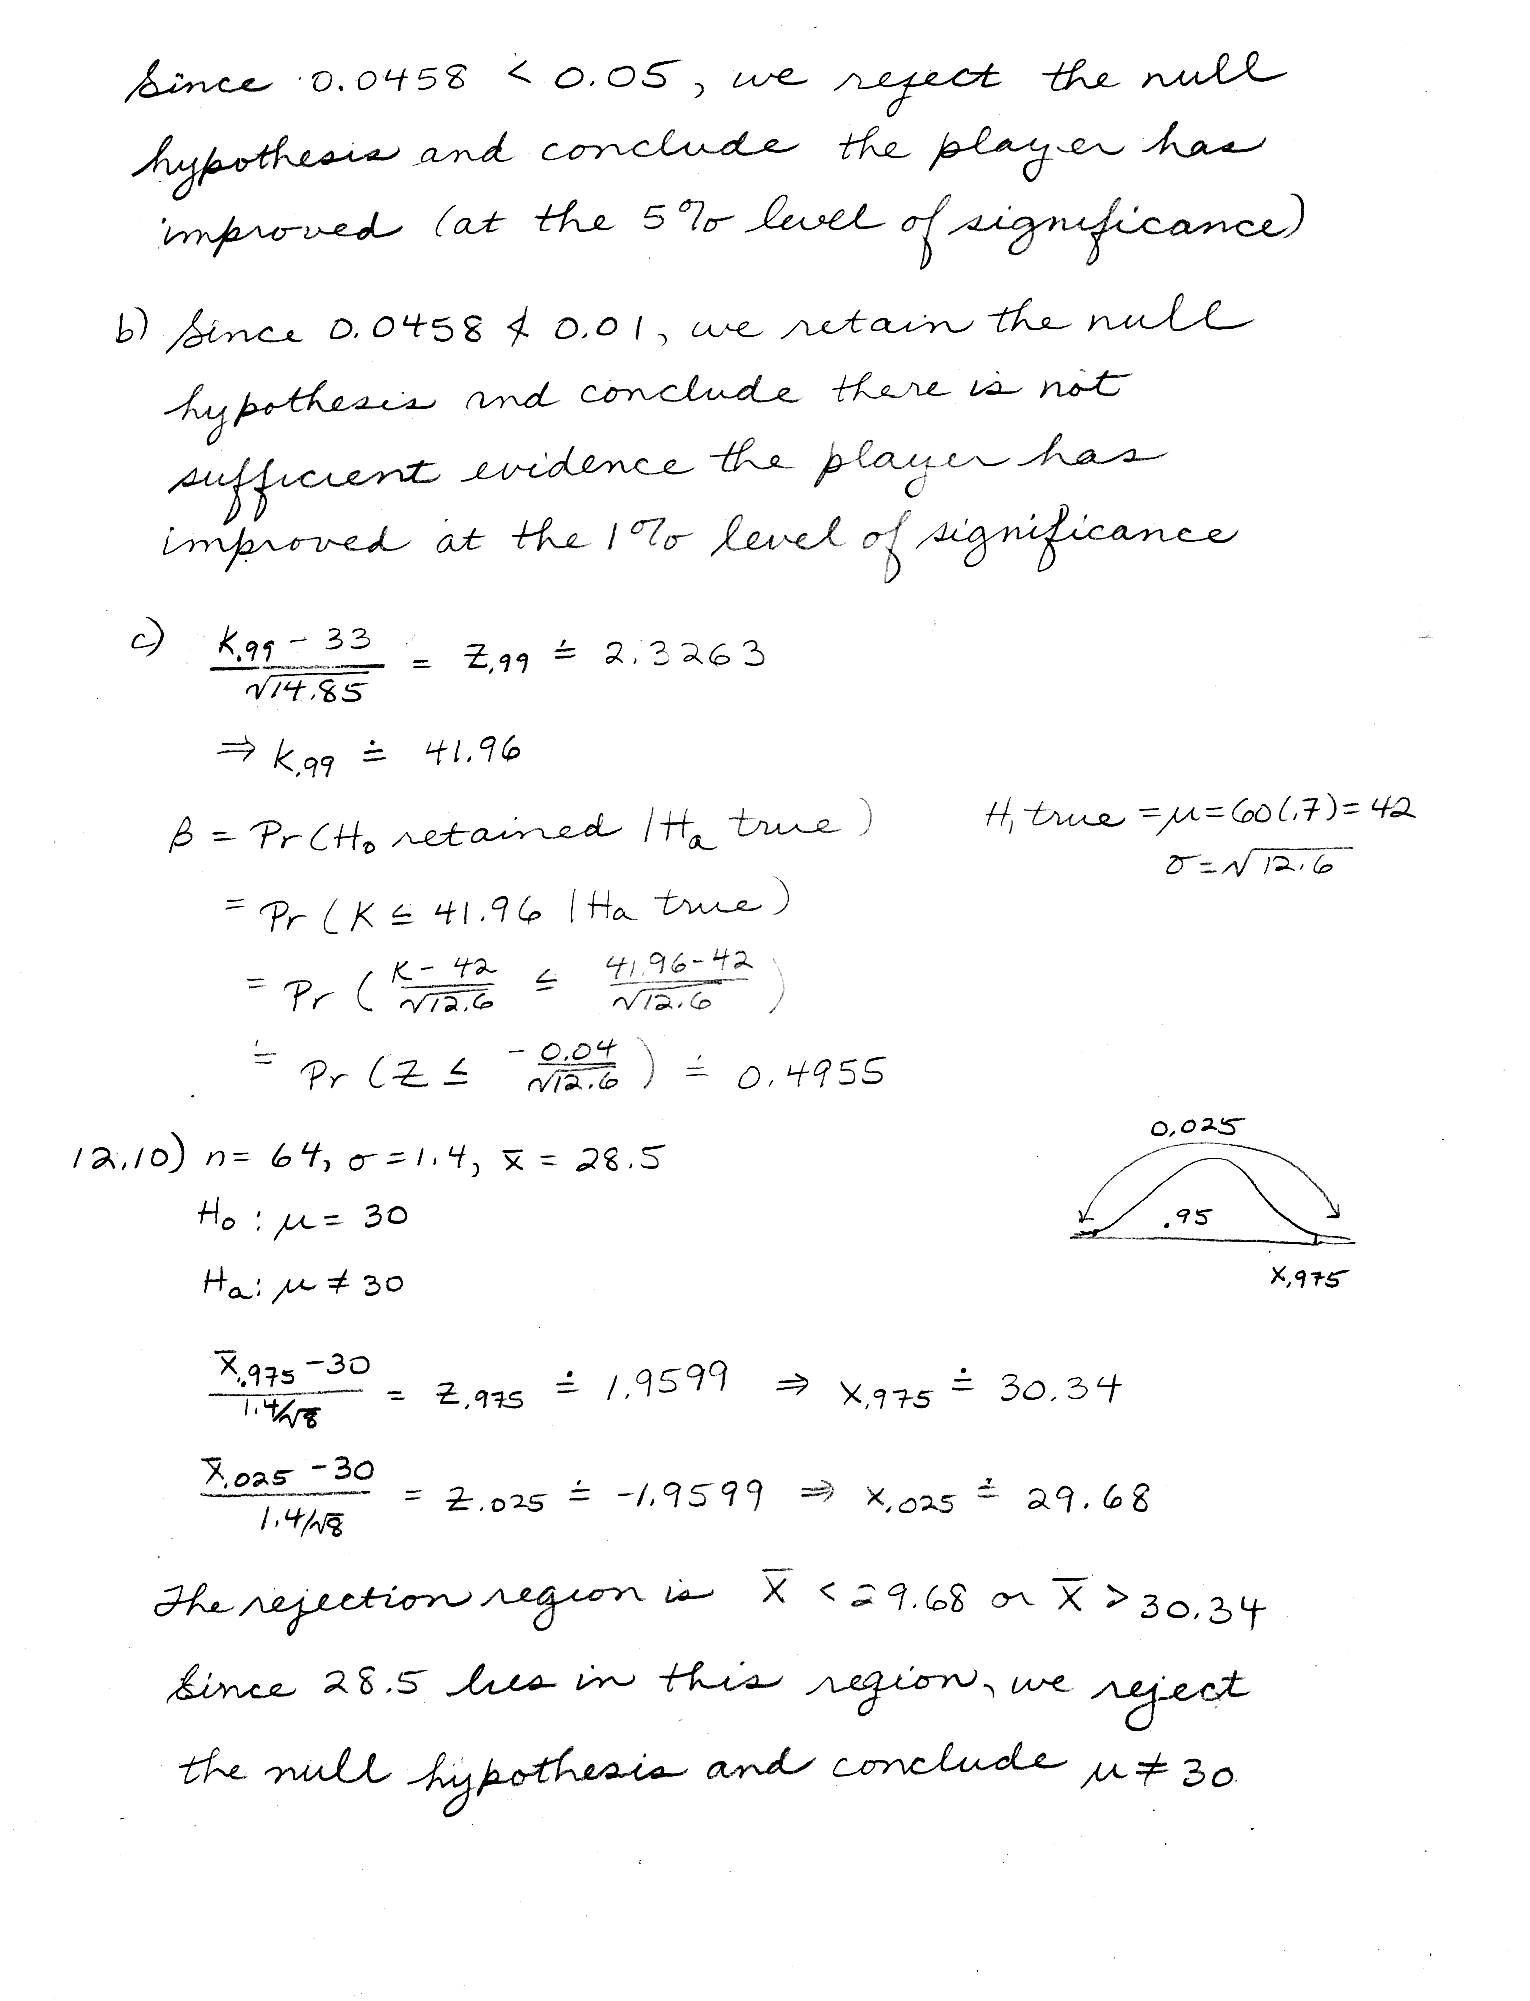 Since 0.0458 < 0.05, we reject the null
hypothesis and conclude the player has
improved (at the 5% level of significance)
b) Since 0.0458 ≮ 0.01, we retain the null
hypothesis and conclude there is not
sufficient evidence the player has
improved at the 1% level of significance
c) (K.99 - 33)/√14.85 = Z.99 ≐ 2.3263
⇒ K.99 ≐ 41.96
β = Pr(H₀ retained | Ha true)
H₁ true = μ = 60(.7) = 42
σ = √12.6
= Pr(K ≤ 41.96 | Ha true)
= Pr((K - 42)/√12.6 ≤ (41.96 - 42)/√12.6)
≐ Pr(Z ≤ -0.04/√12.6) ≐ 0.4955
12.10) n = 64, σ = 1.4, x̄ = 28.5
0.025
H₀ : μ = 30
.95
Ha : μ ≠ 30
X.975
(X̄.975 - 30)/(1.4/√8) = Z.975 ≐ 1.9599 ⇒ X.975 ≐ 30.34
(X̄.025 - 30)/(1.4/√8) = Z.025 ≐ -1.9599 ⇒ X.025 ≐ 29.68
The rejection region is X̄ < 29.68 or X̄ > 30.34
Since 28.5 lies in this region, we reject
the null hypothesis and conclude μ ≠ 30